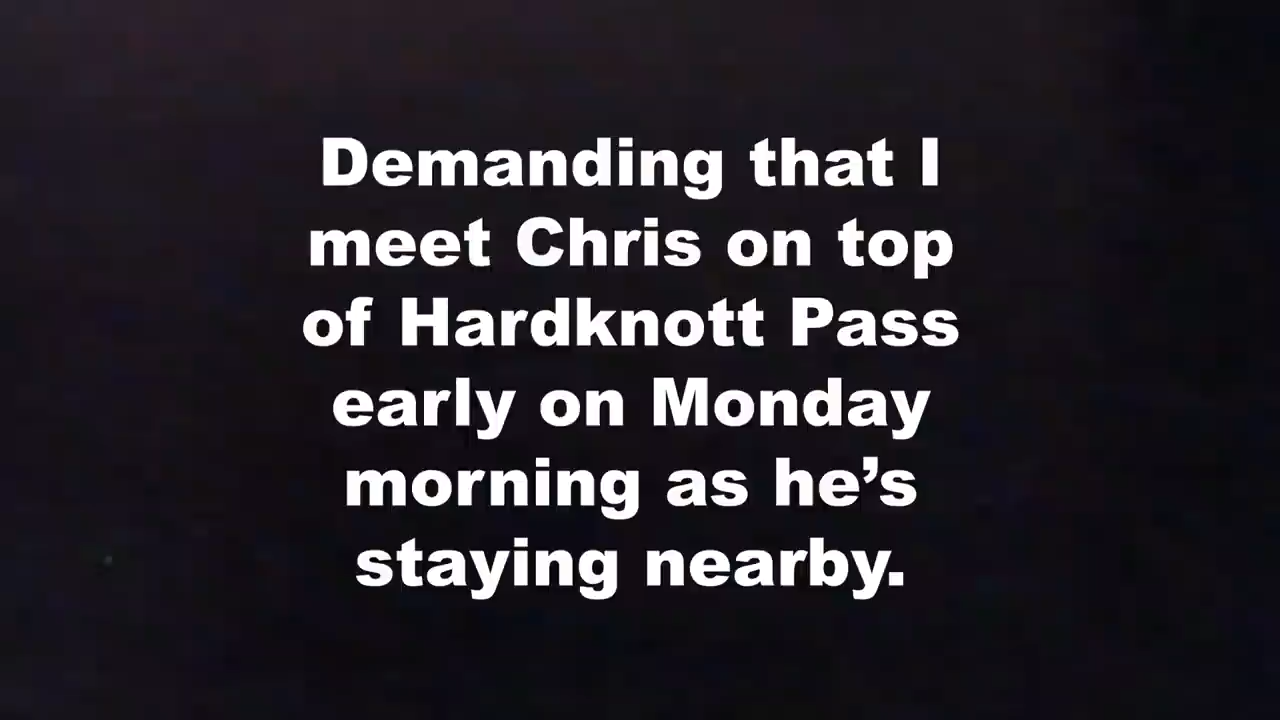 Demanding that I
meet Chris on top
of Hardknott Pass
early on Monday
morning as he’s
staying nearby.